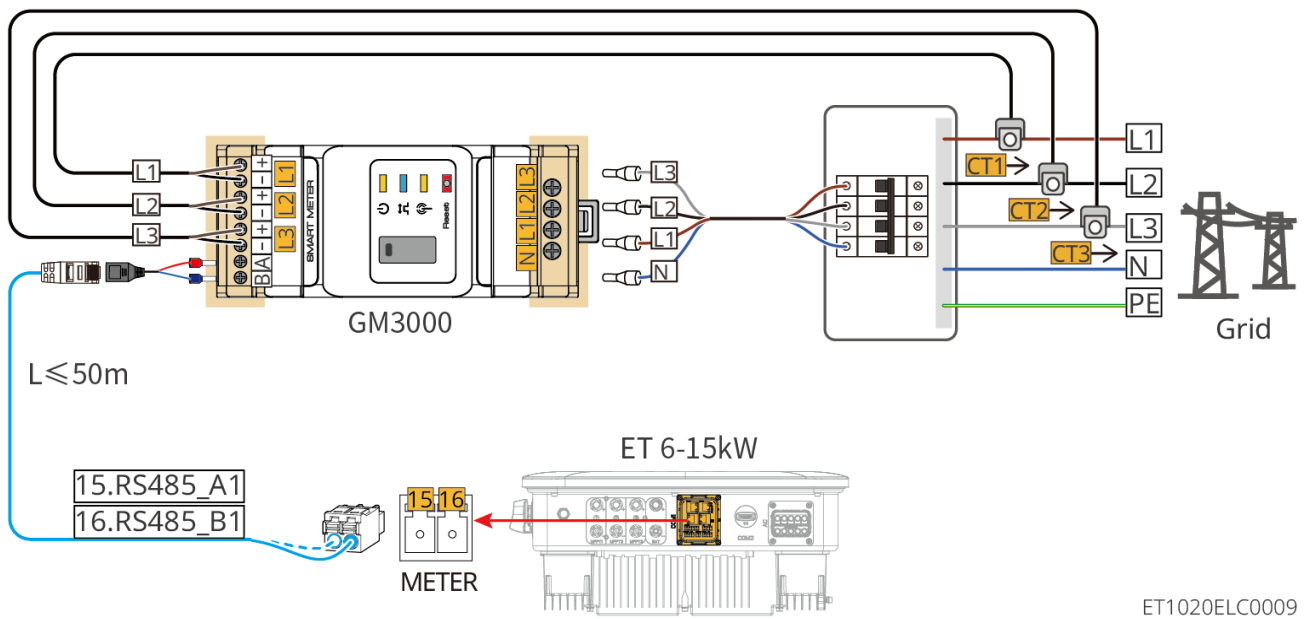 L1
L2
L3
+
-
+
-
+
-
A
B
L1
L2
L3
SMART METER
Reset
L3
L2
L1
N
GM3000
L3
L2
L1
N
CT1
CT2
CT3
L1
L2
L3
N
PE
Grid
L≤50m
ET 6-15kW
15.RS485_A1
16.RS485_B1
15 16
METER
AC
COM2
ET1020ELC0009